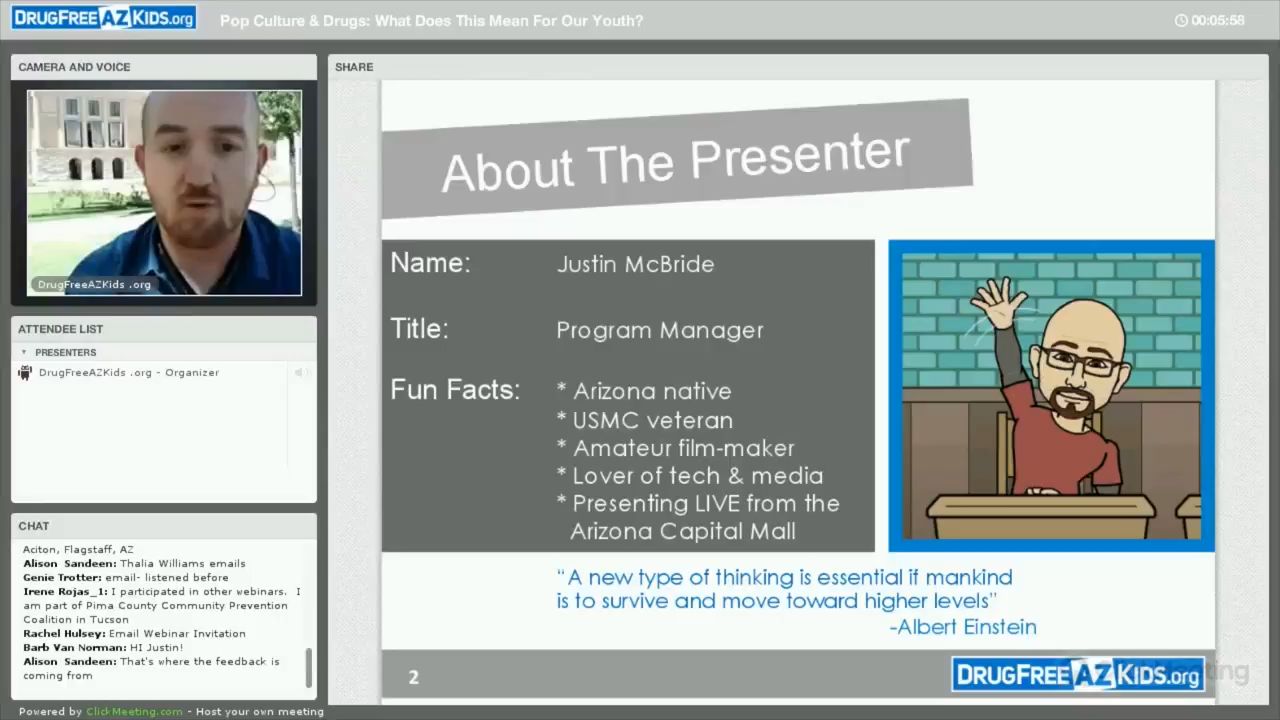 DRUGFREEAZKIDS.org
Pop Culture & Drugs: What Does This Mean For Our Youth?
00:05:58
CAMERA AND VOICE
DrugFreeAZKids .org
ATTENDEE LIST
PRESENTERS
DrugFreeAZKids .org - Organizer
CHAT
Aciton, Flagstaff, AZ
Alison Sandeen: Thalia Williams emails
Genie Trotter: email- listened before
Irene Rojas_1: I participated in other webinars. I
am part of Pima County Community Prevention
Coalition in Tucson
Rachel Hulsey: Email Webinar Invitation
Barb Van Norman: HI Justin!
Alison Sandeen: That's where the feedback is
coming from
Powered by ClickMeeting.com - Host your own meeting
SHARE
About The Presenter
Name: Justin McBride
Title: Program Manager
Fun Facts: * Arizona native
* USMC veteran
* Amateur film-maker
* Lover of tech & media
* Presenting LIVE from the
Arizona Capital Mall
“A new type of thinking is essential if mankind
is to survive and move toward higher levels”
-Albert Einstein
2
DRUGFREEAZKIDS.org